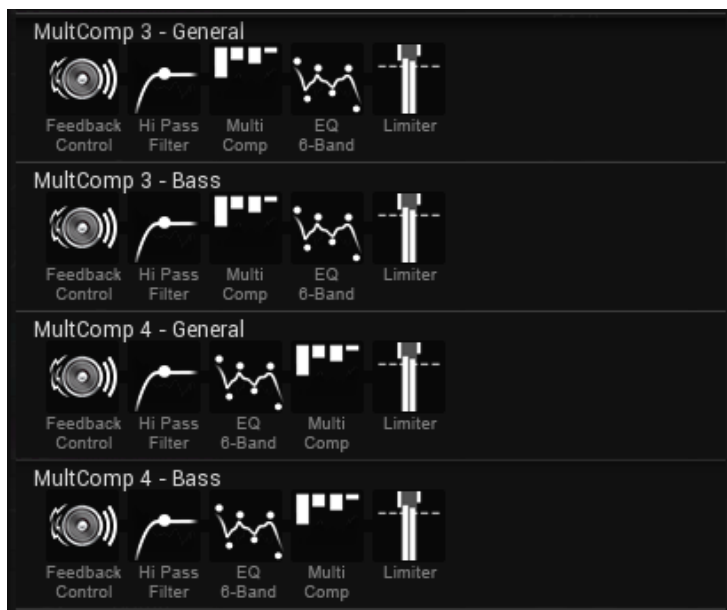 MultComp 3 - General
Feedback Control
Hi Pass Filter
Multi Comp
EQ 6-Band
Limiter
MultComp 3 - Bass
Feedback Control
Hi Pass Filter
Multi Comp
EQ 6-Band
Limiter
MultComp 4 - General
Feedback Control
Hi Pass Filter
EQ 6-Band
Multi Comp
Limiter
MultComp 4 - Bass
Feedback Control
Hi Pass Filter
EQ 6-Band
Multi Comp
Limiter